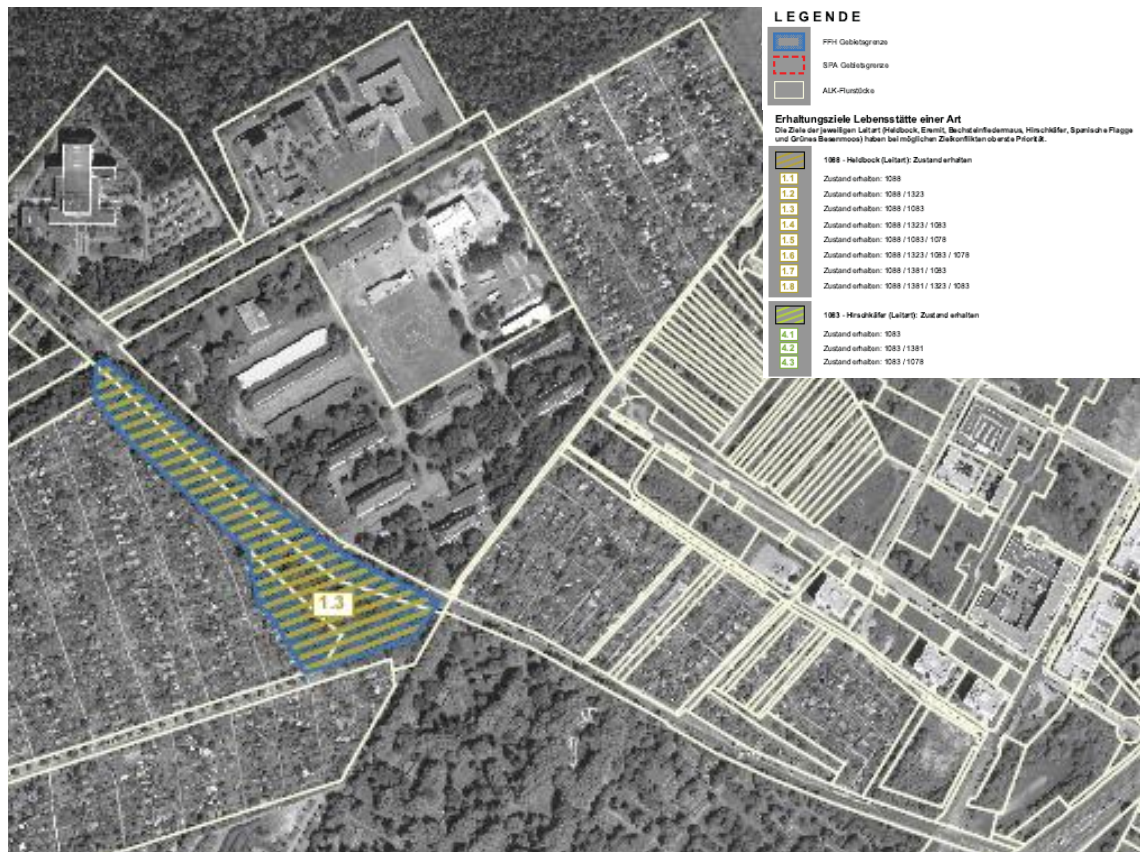 LEGENDE
FFH Gebietsgrenze
SPA Gebietsgrenze
ALK-Flurstücke
Erhaltungsziele Lebensstätte einer Art
Die Ziele der jeweiligen Leitart (Heldbock, Eremit, Bechsteinfledermaus, Hirschkäfer, Spanische Flagge
und Grünes Besenmoos) haben bei möglichen Zielkonflikten oberste Priorität.
1088 - Heldbock (Leitart): Zustand erhalten
1.1 Zustand erhalten: 1088
1.2 Zustand erhalten: 1088 / 1323
1.3 Zustand erhalten: 1088 / 1083
1.4 Zustand erhalten: 1088 / 1323 / 1083
1.5 Zustand erhalten: 1088 / 1083 / 1078
1.6 Zustand erhalten: 1088 / 1323 / 1083 / 1078
1.7 Zustand erhalten: 1088 / 1381 / 1083
1.8 Zustand erhalten: 1088 / 1381 / 1323 / 1083
1083 - Hirschkäfer (Leitart): Zustand erhalten
4.1 Zustand erhalten: 1083
4.2 Zustand erhalten: 1083 / 1381
4.3 Zustand erhalten: 1083 / 1078
1.3